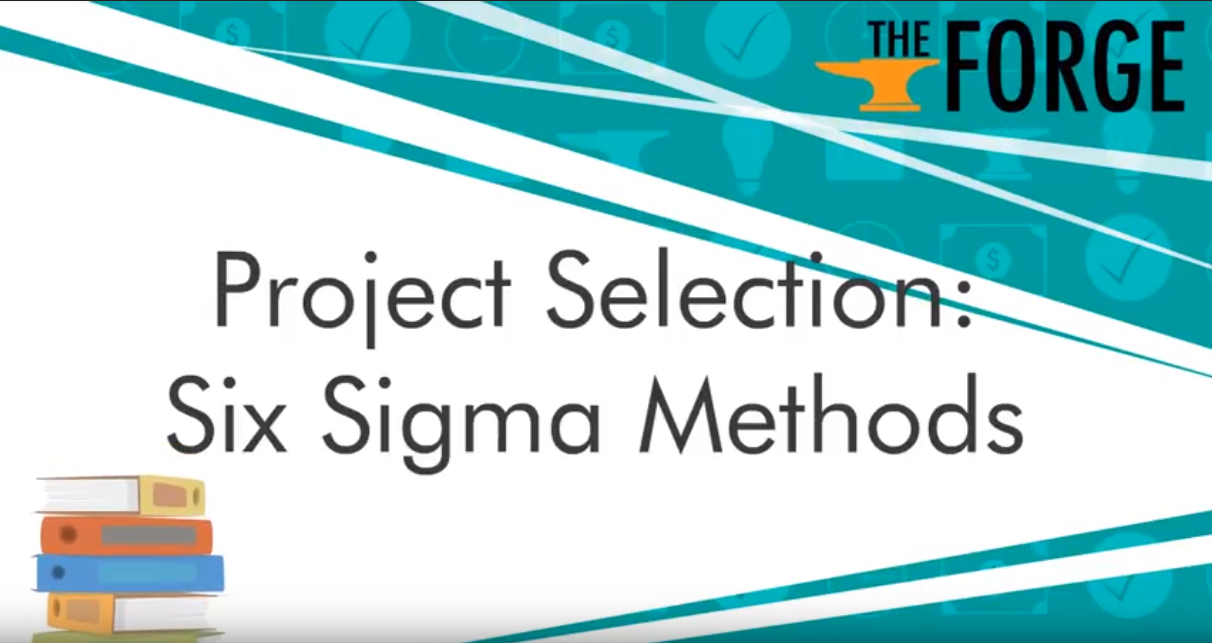 THE FORGE
Project Selection:
Six Sigma Methods